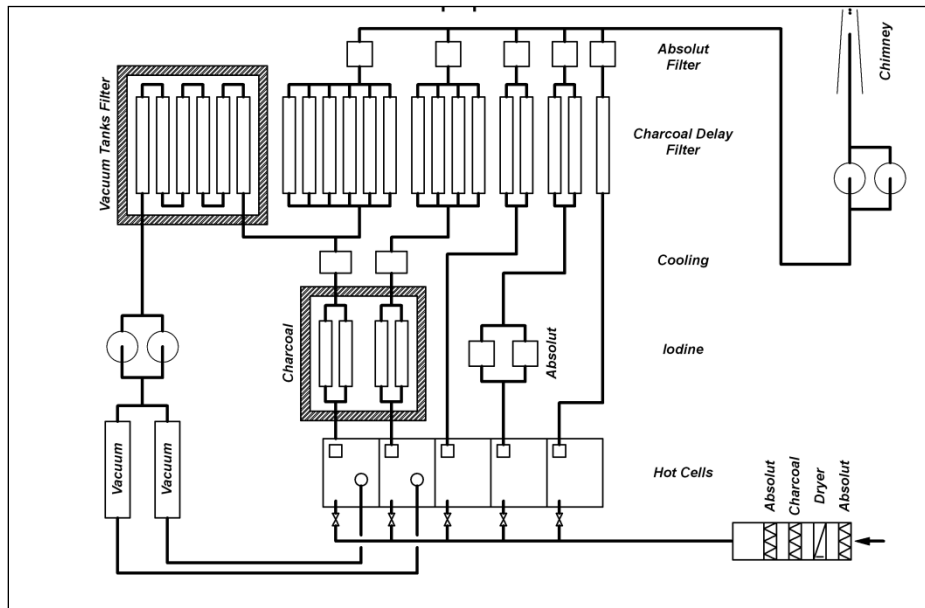 Absolut
Filter
Chimney
Vacuum Tanks Filter
Charcoal Delay
Filter
Cooling
Charcoal
Absolut
Iodine
Vacuum
Vacuum
Hot Cells
Absolut
Charcoal
Dryer
Absolut